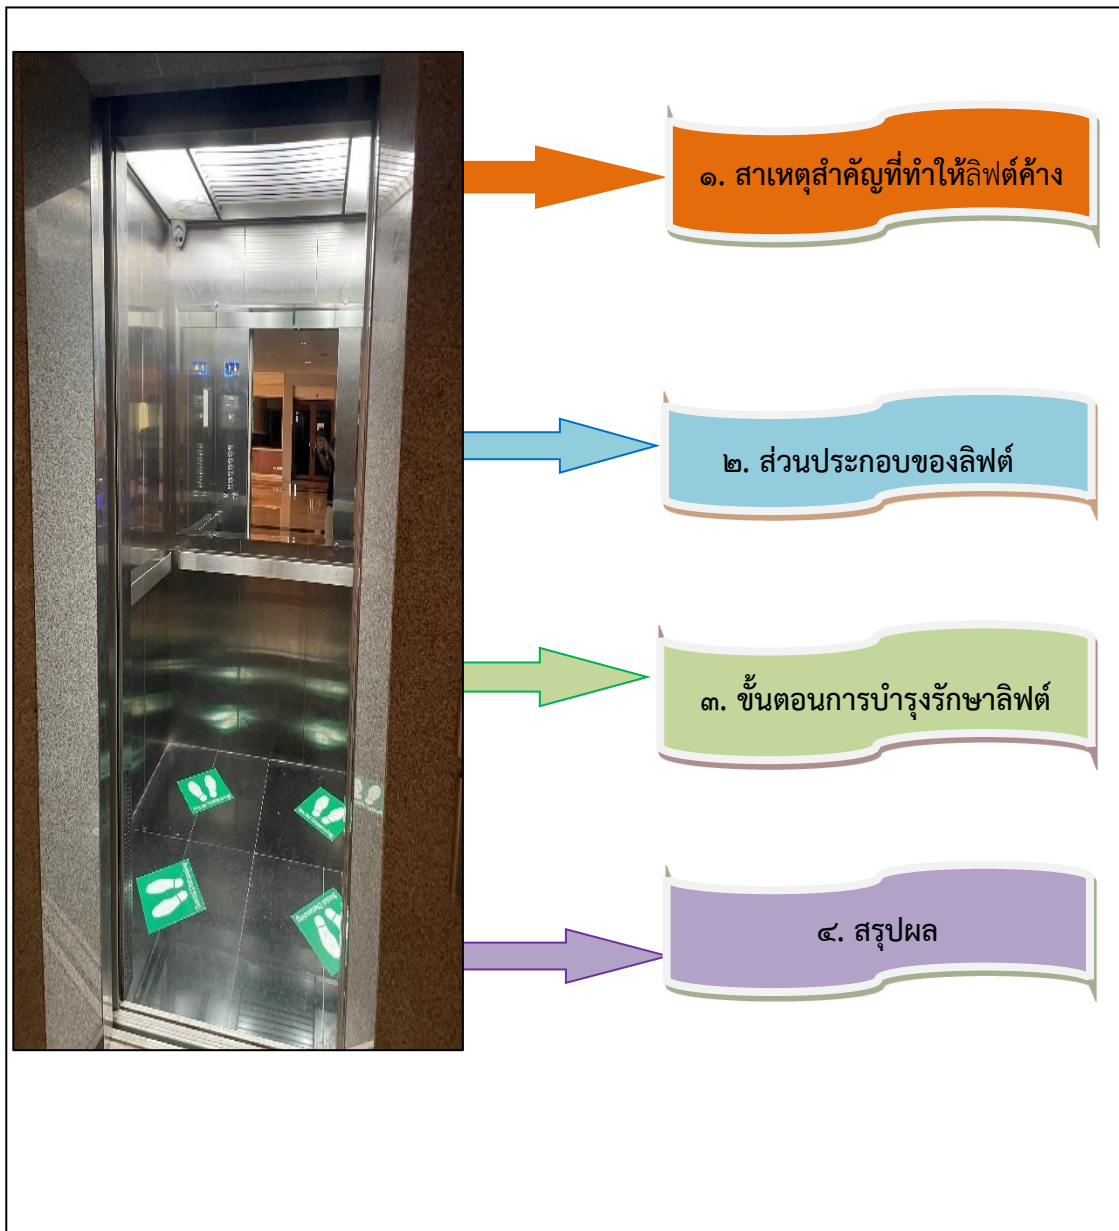 ๑. สาเหตุสำคัญที่ทำให้ลิฟต์ค้าง
๒. ส่วนประกอบของลิฟต์
๓. ขั้นตอนการบำรุงรักษาลิฟต์
๔. สรุปผล
Social Distancing